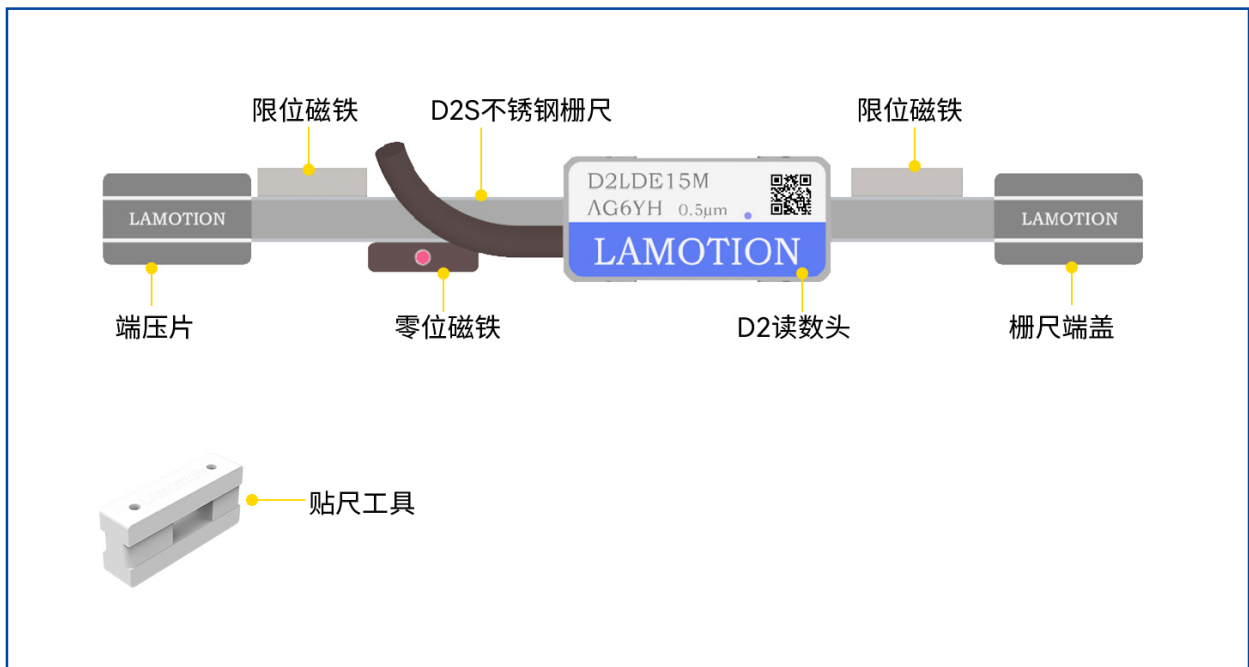 限位磁铁
D2S不锈钢栅尺
限位磁铁
LAMOTION
D2LDE15M
ΛG6YH 0.5μm
LAMOTION
LAMOTION
端压片
零位磁铁
D2读数头
栅尺端盖
LAMOTION
贴尺工具